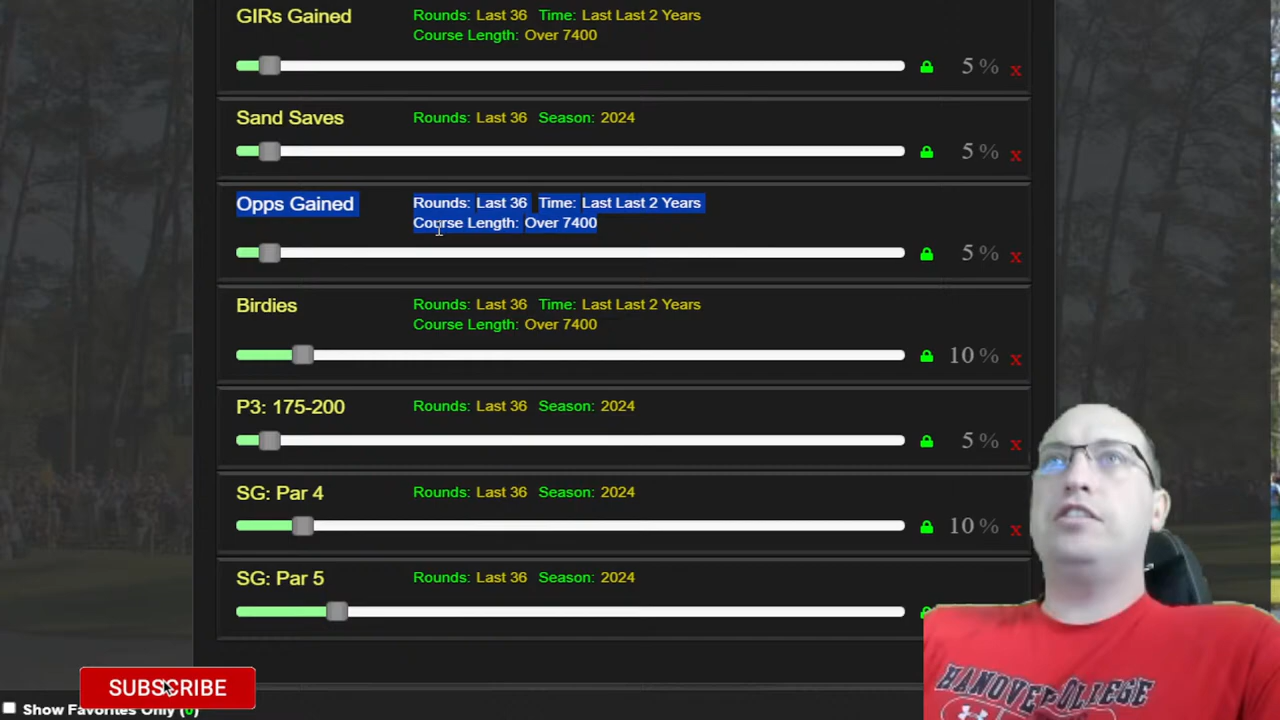 GIRs Gained Rounds: Last 36 Time: Last Last 2 Years
Course Length: Over 7400
5 % x
Sand Saves Rounds: Last 36 Season: 2024
5 % x
Opps Gained Rounds: Last 36 Time: Last Last 2 Years
Course Length: Over 7400
5 % x
Birdies Rounds: Last 36 Time: Last Last 2 Years
Course Length: Over 7400
10 % x
P3: 175-200 Rounds: Last 36 Season: 2024
5 % x
SG: Par 4 Rounds: Last 36 Season: 2024
10 % x
SG: Par 5 Rounds: Last 36 Season: 2024
HANOVER COLLEGE
SUBSCRIBE
Show Favorites Only (0)